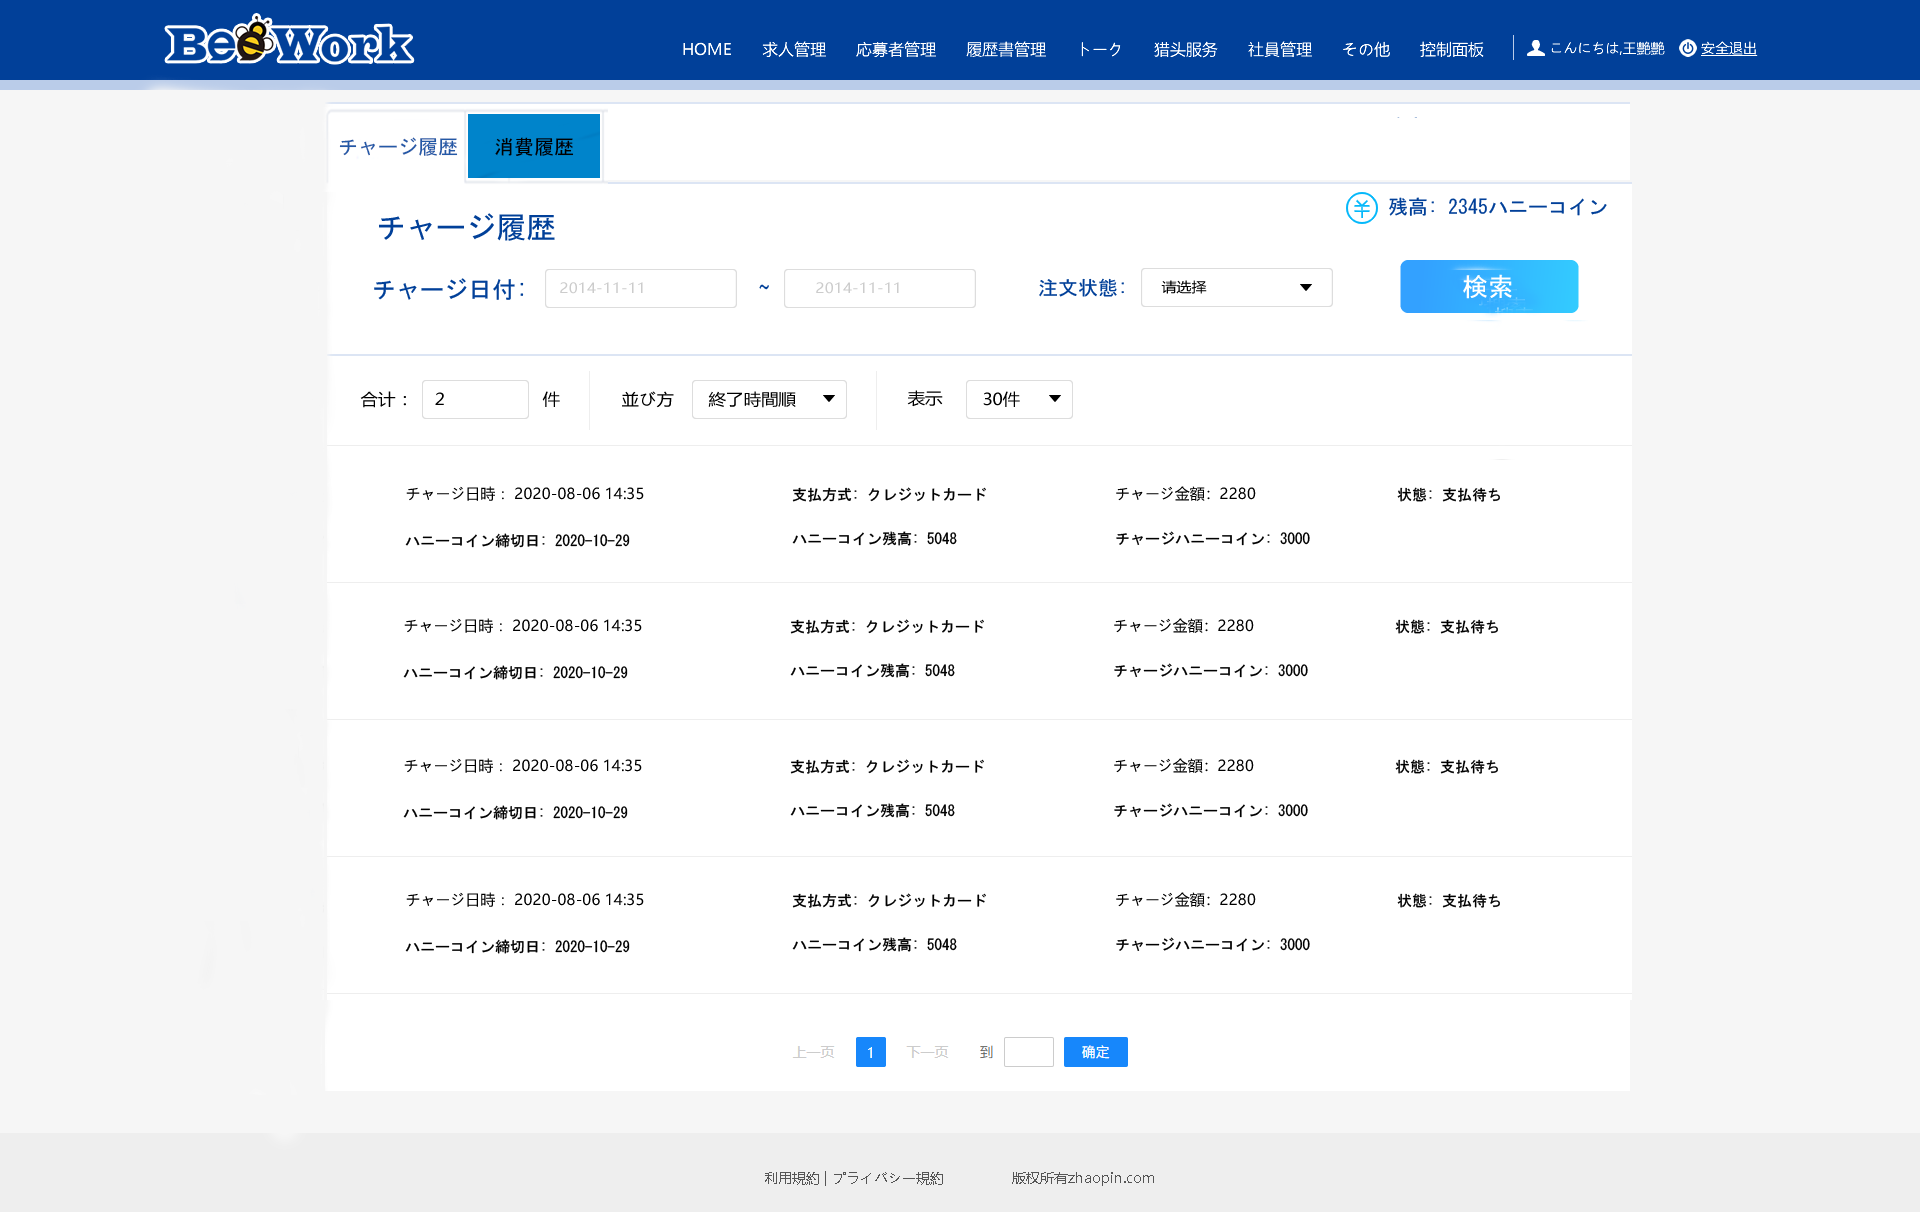 BeeWork
HOME 求人管理 応募者管理 履歴書管理 トーク 猎头服务 社員管理 その他 控制面板 こんにちは,王艷艷 安全退出
チャージ履歴 消費履歴
残高: 2345ハニーコイン
チャージ履歴
チャージ日付: 2014-11-11 ~ 2014-11-11 注文状態: 请选择 検索
合计： 2 件 並び方 終了時間順 表示 30件
チャージ日時： 2020-08-06 14:35 支払方式: クレジットカード チャージ金額: 2280 状態: 支払待ち
ハニーコイン締切日: 2020-10-29 ハニーコイン残高: 5048 チャージハニーコイン: 3000
チャージ日時： 2020-08-06 14:35 支払方式: クレジットカード チャージ金額: 2280 状態: 支払待ち
ハニーコイン締切日: 2020-10-29 ハニーコイン残高: 5048 チャージハニーコイン: 3000
チャージ日時： 2020-08-06 14:35 支払方式: クレジットカード チャージ金額: 2280 状態: 支払待ち
ハニーコイン締切日: 2020-10-29 ハニーコイン残高: 5048 チャージハニーコイン: 3000
チャージ日時： 2020-08-06 14:35 支払方式: クレジットカード チャージ金額: 2280 状態: 支払待ち
ハニーコイン締切日: 2020-10-29 ハニーコイン残高: 5048 チャージハニーコイン: 3000
上一页 1 下一页 到 确定
利用規約 | プライバシー規約 版权所有zhaopin.com